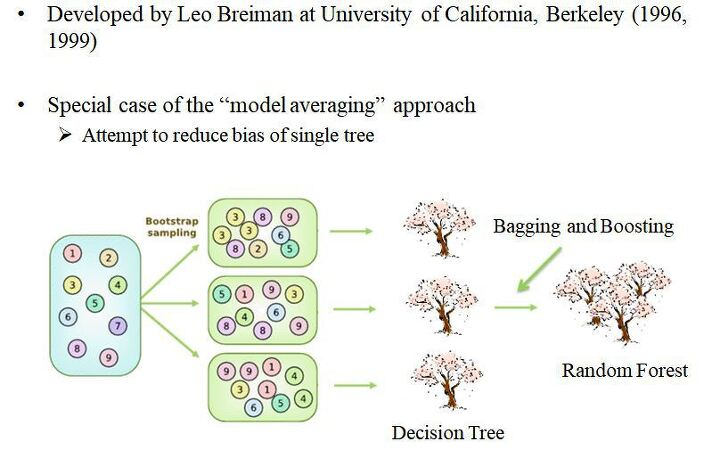 • Developed by Leo Breiman at University of California, Berkeley (1996,
1999)
• Special case of the “model averaging” approach
➤ Attempt to reduce bias of single tree
1 2
3 4
5
6 7
8 9
Bootstrap
sampling
3 8 9
3 3 6
8 2 5
5 1 9 3
4 6
8 8 9
9 9 1 4
3 1
6 5 4
Decision Tree
Bagging and Boosting
Random Forest